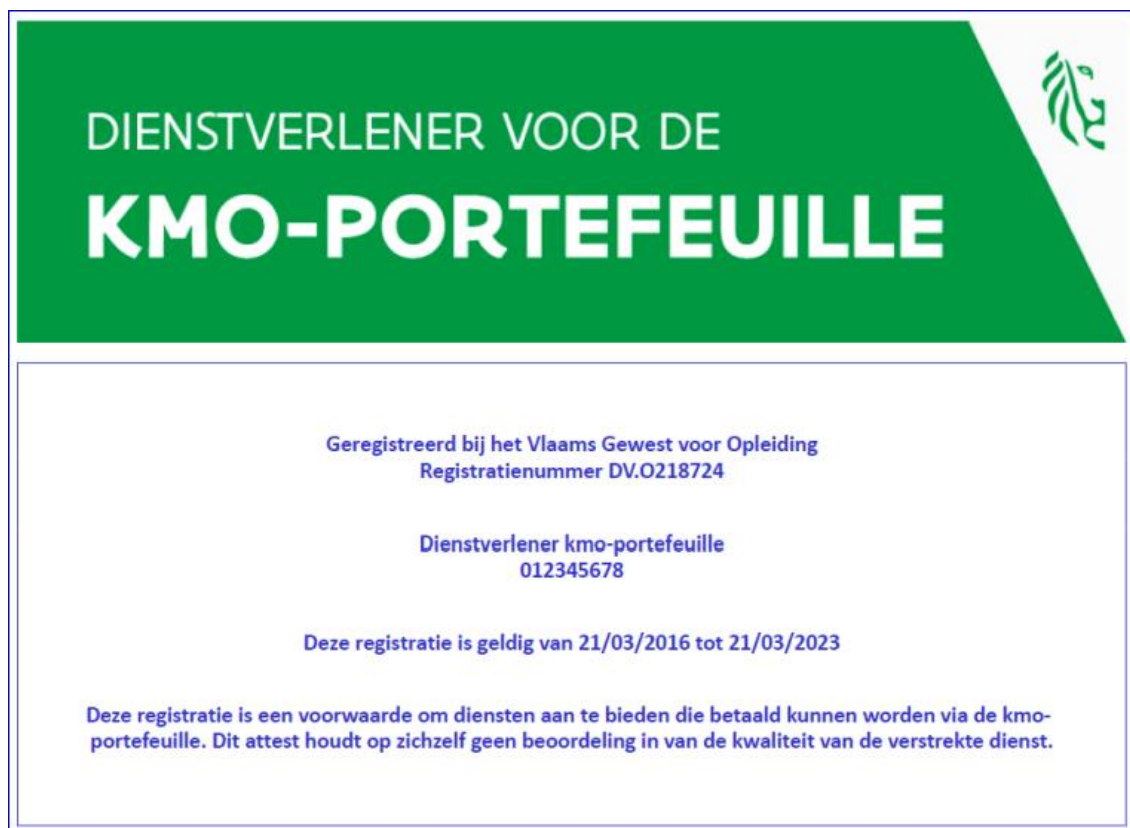 DIENSTVERLENER VOOR DE
KMO-PORTEFEUILLE
Geregistreerd bij het Vlaams Gewest voor Opleiding
Registratienummer DV.O218724
Dienstverlener kmo-portefeuille
012345678
Deze registratie is geldig van 21/03/2016 tot 21/03/2023
Deze registratie is een voorwaarde om diensten aan te bieden die betaald kunnen worden via de kmo-
portefeuille. Dit attest houdt op zichzelf geen beoordeling in van de kwaliteit van de verstrekte dienst.